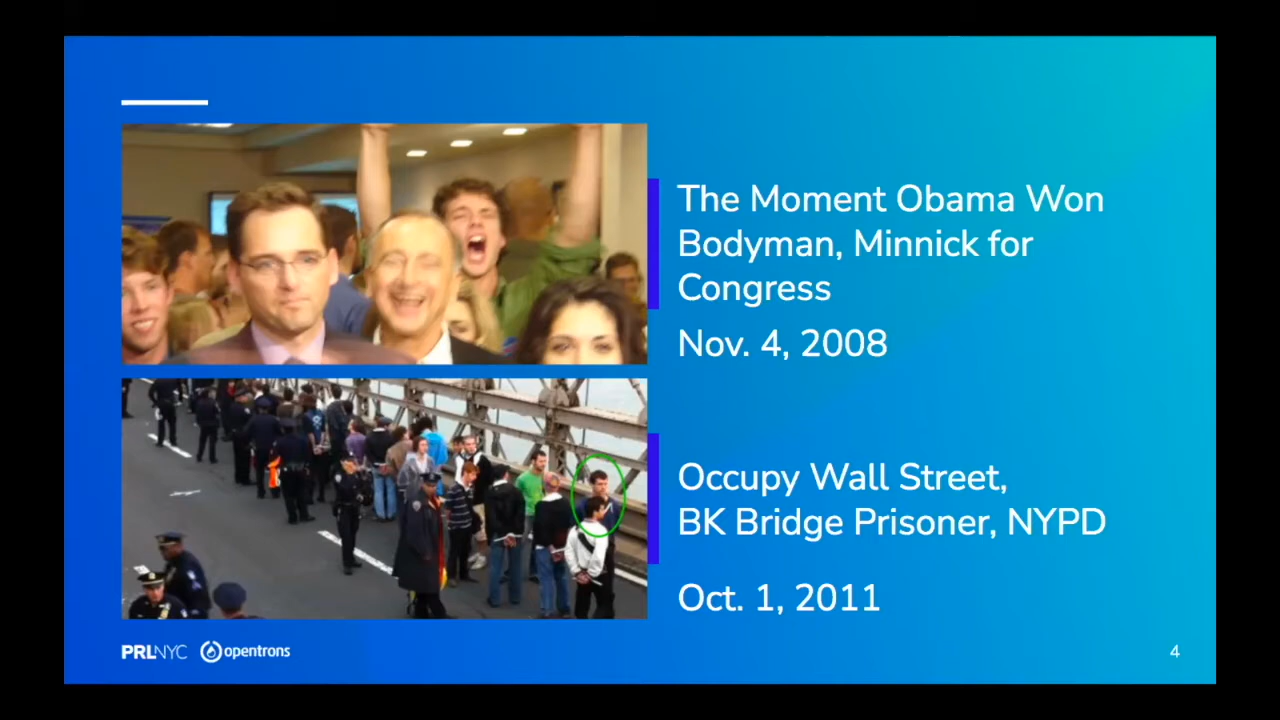 The Moment Obama Won
Bodyman, Minnick for
Congress
Nov. 4, 2008
Occupy Wall Street,
BK Bridge Prisoner, NYPD
Oct. 1, 2011
PRLNYC opentrons
4